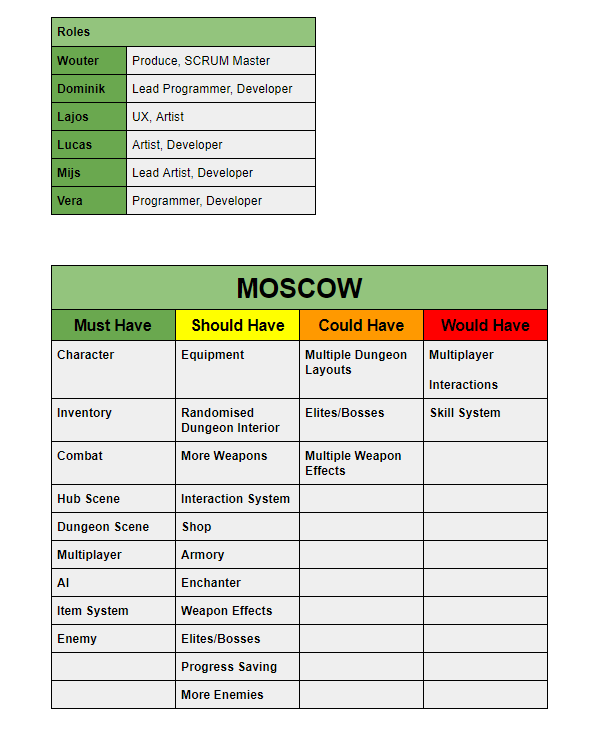 Roles
Wouter Produce, SCRUM Master
Dominik Lead Programmer, Developer
Lajos UX, Artist
Lucas Artist, Developer
Mijs Lead Artist, Developer
Vera Programmer, Developer
MOSCOW
Must Have Should Have Could Have Would Have
Character Equipment Multiple Dungeon Multiplayer
Layouts
Interactions
Inventory Randomised Elites/Bosses Skill System
Dungeon Interior
Combat More Weapons Multiple Weapon
Effects
Hub Scene Interaction System
Dungeon Scene Shop
Multiplayer Armory
AI Enchanter
Item System Weapon Effects
Enemy Elites/Bosses
Progress Saving
More Enemies